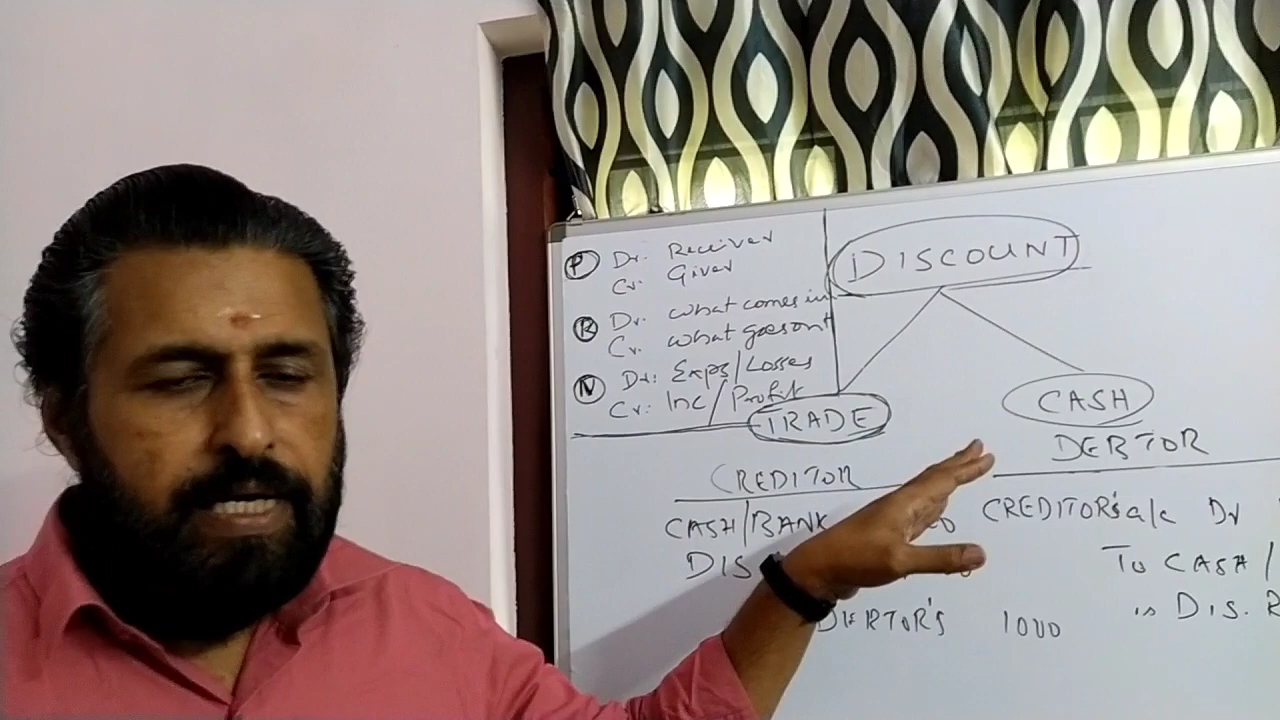 P Dr. Receiver
Cr. Giver
R Dr. what comes in
Cr. what goes out
N Dr: Exps/Losses
Cr: Inc/Profit
DISCOUNT
TRADE
CASH
CREDITOR
CASH/BANK
DIS
DEBTOR'S 1000
DEBTOR
CREDITOR'S a/c Dr
To CASH/
" DIS. R